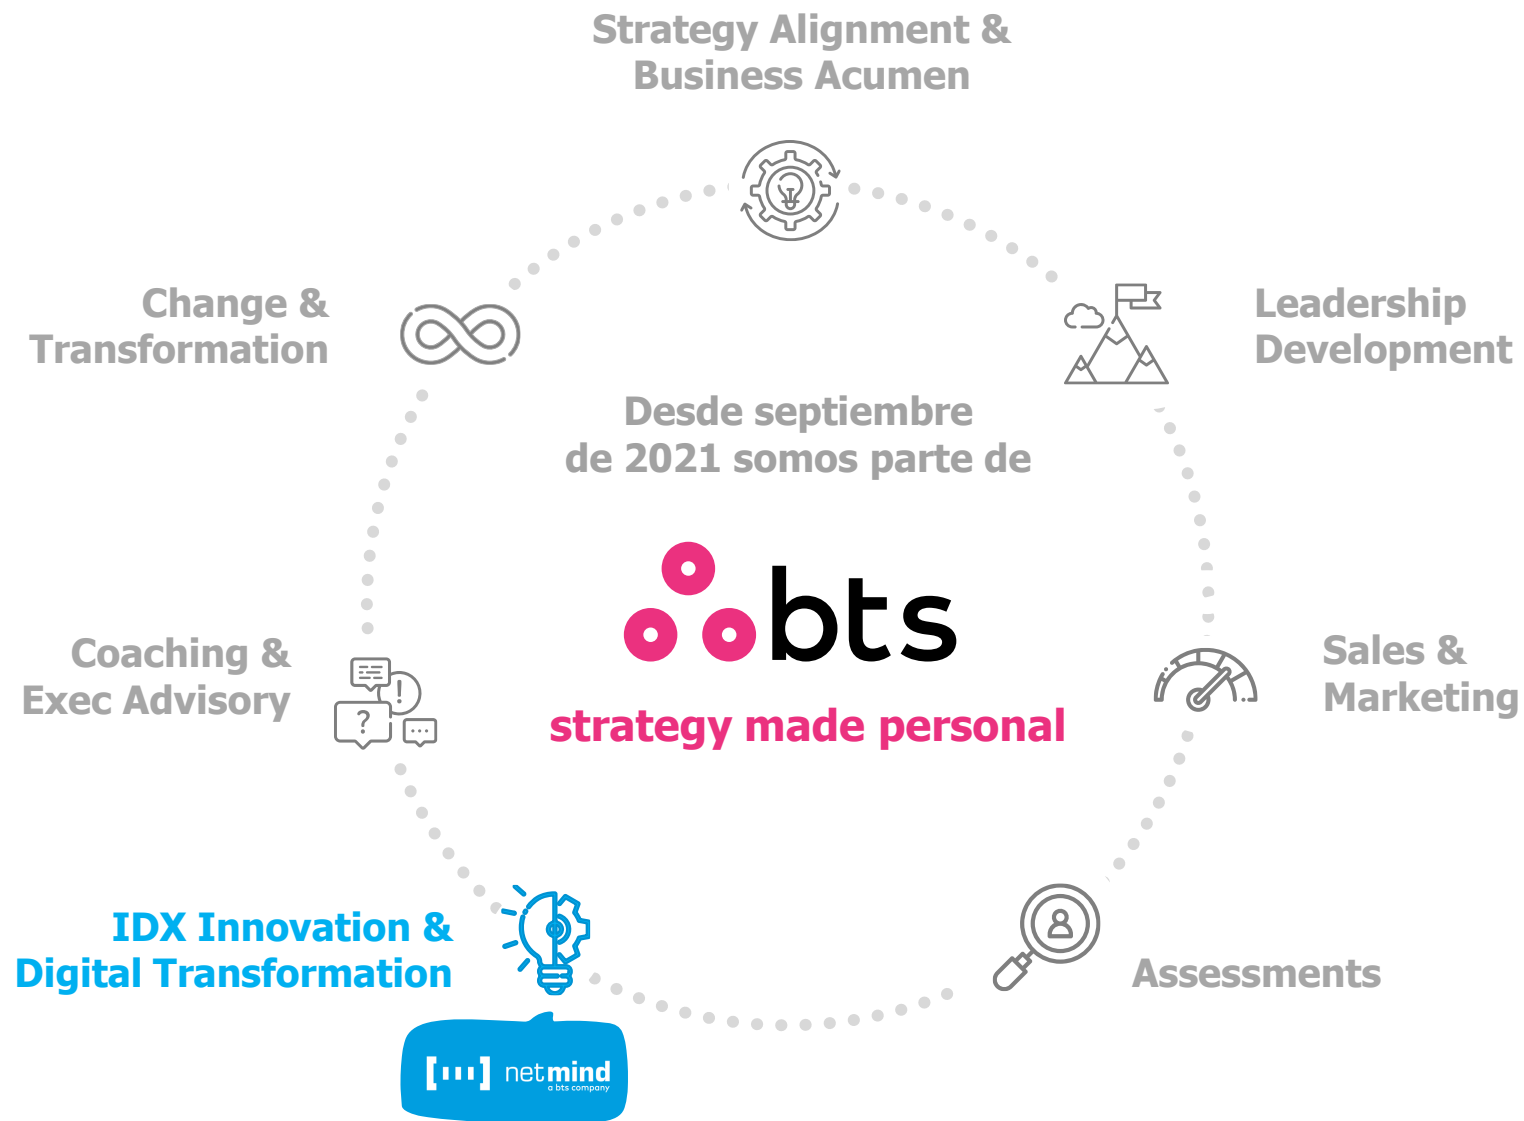 Strategy Alignment &
Business Acumen
Change &
Transformation
Leadership
Development
Desde septiembre
de 2021 somos parte de
bts
strategy made personal
Coaching &
Exec Advisory
?
!
Sales &
Marketing
IDX Innovation &
Digital Transformation
Assessments
netmind
a bts company